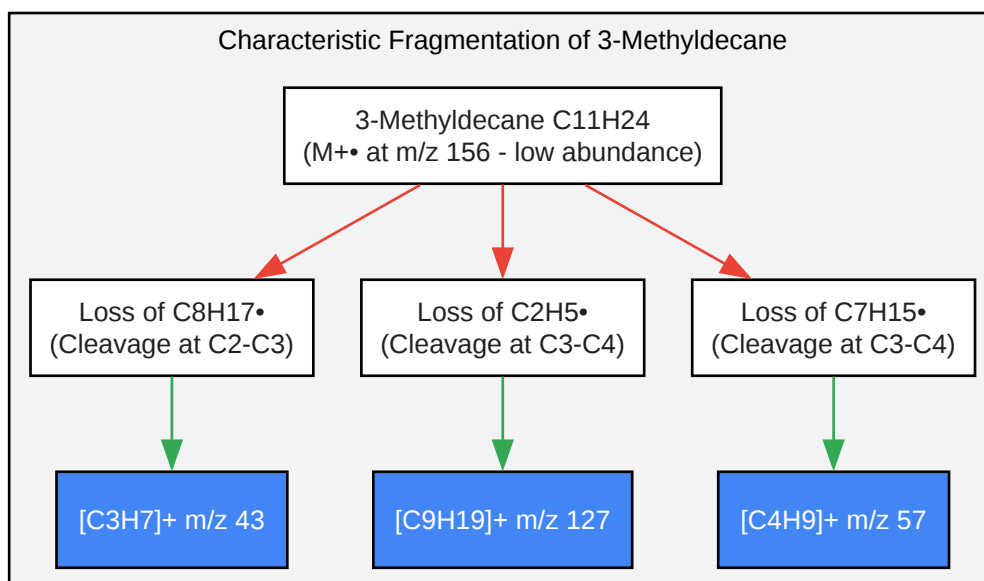 Characteristic Fragmentation of 3-Methyldecane
3-Methyldecane C11H24
(M+• at m/z 156 - low abundance)
Loss of C8H17•
(Cleavage at C2-C3)
Loss of C2H5•
(Cleavage at C3-C4)
Loss of C7H15•
(Cleavage at C3-C4)
[C3H7]+ m/z 43
[C9H19]+ m/z 127
[C4H9]+ m/z 57